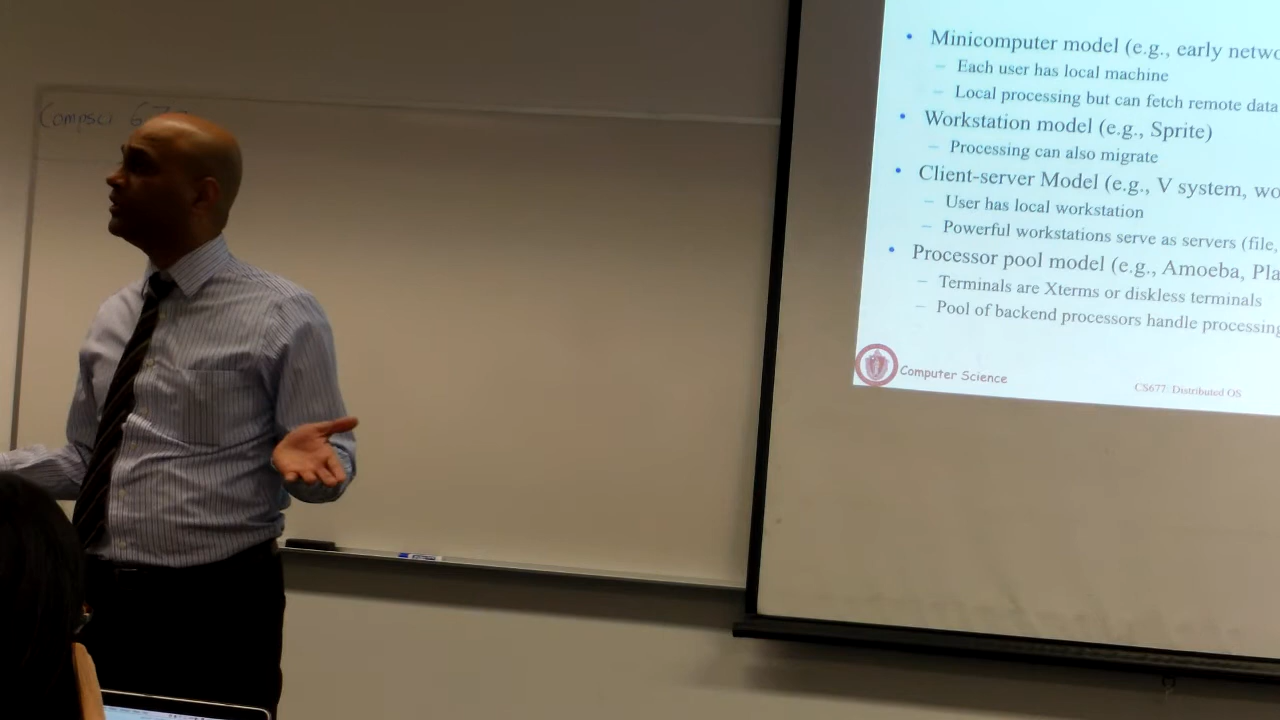 Compsci 677
Minicomputer model (e.g., early netwo
– Each user has local machine
– Local processing but can fetch remote data
Workstation model (e.g., Sprite)
– Processing can also migrate
Client-server Model (e.g., V system, wo
– User has local workstation
– Powerful workstations serve as servers (file,
Processor pool model (e.g., Amoeba, Pla
– Terminals are Xterms or diskless terminals
– Pool of backend processors handle processing
Computer Science
CS677: Distributed OS